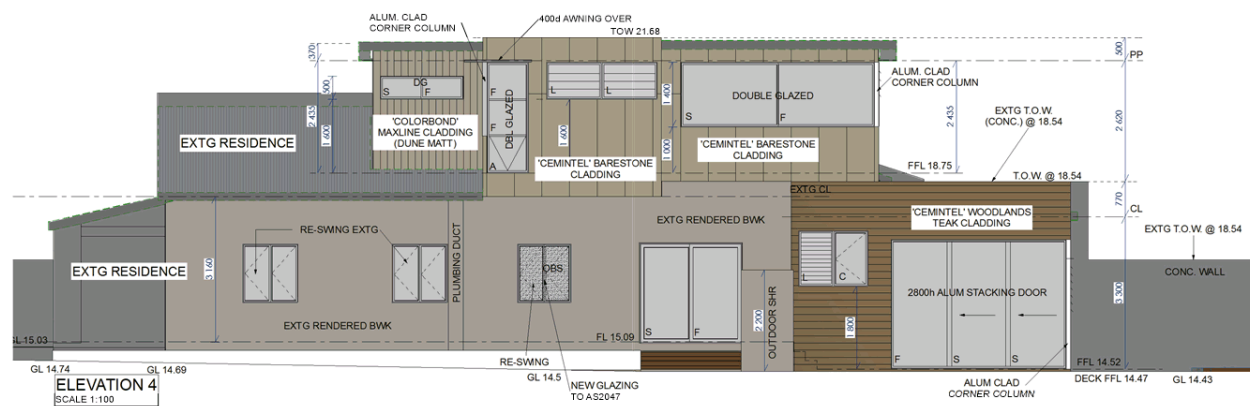 ALUM. CLAD
CORNER COLUMN
400d AWNING OVER
TOW 21.68
370
500
PP
DG
S F
F
L L
1 400
DOUBLE GLAZED
S F
ALUM. CLAD
CORNER COLUMN
2 435
500
1 600
'COLORBOND'
MAXLINE CLADDING
(DUNE MATT)
DBL GLAZED
F
A
1 600
1 000
'CEMINTEL' BARESTONE
CLADDING
'CEMINTEL' BARESTONE
CLADDING
2 435
2 620
EXTG T.O.W.
(CONC.) @ 18.54
EXTG RESIDENCE
FFL 18.75
T.O.W. @ 18.54
EXTG CL
770
CL
EXTG RENDERED BWK
'CEMINTEL' WOODLANDS
TEAK CLADDING
EXTG T.O.W. @ 18.54
RE-SWING EXTG
PLUMBING DUCT
OBS
L C
CONC. WALL
EXTG RESIDENCE
3 160
2800h ALUM STACKING DOOR
3 300
EXTG RENDERED BWK
S F
2 200
OUTDOOR SHR
1 800
GL 15.03
FL 15.09
F S S
RE-SWING
FFL 14.52
GL 14.74
GL 14.69
GL 14.5
DECK FFL 14.47
GL 14.43
NEW GLAZING
TO AS2047
ALUM CLAD
CORNER COLUMN
ELEVATION 4
SCALE 1:100